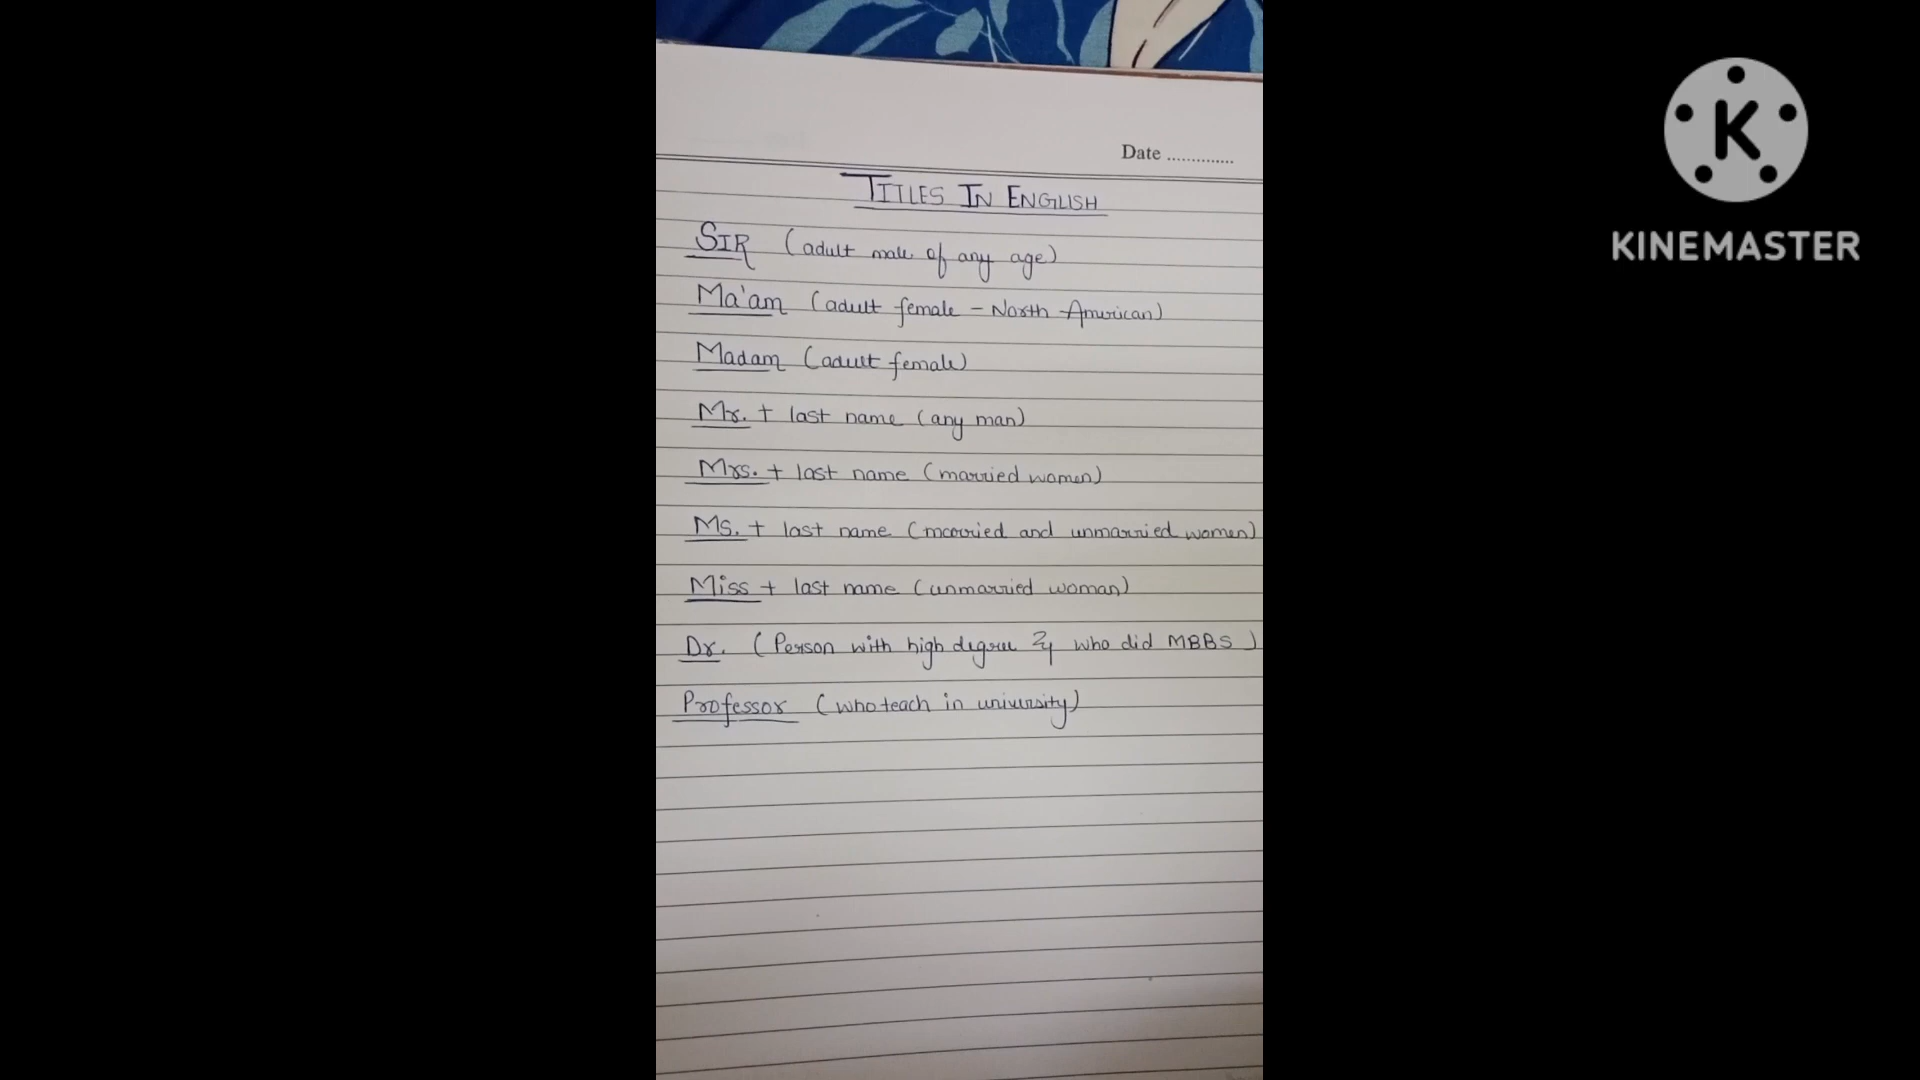 Date ..............
TITLES IN ENGLISH
SIR (adult male of any age)
Ma'am (adult female - North American)
Madam (adult female)
Mr. + last name (any man)
Mrs. + last name (married women)
Ms. + last name (married and unmarried women)
Miss + last name (unmarried woman)
Dr. (Person with high degree & who did MBBS)
Professor (who teach in university)
K
KINEMASTER